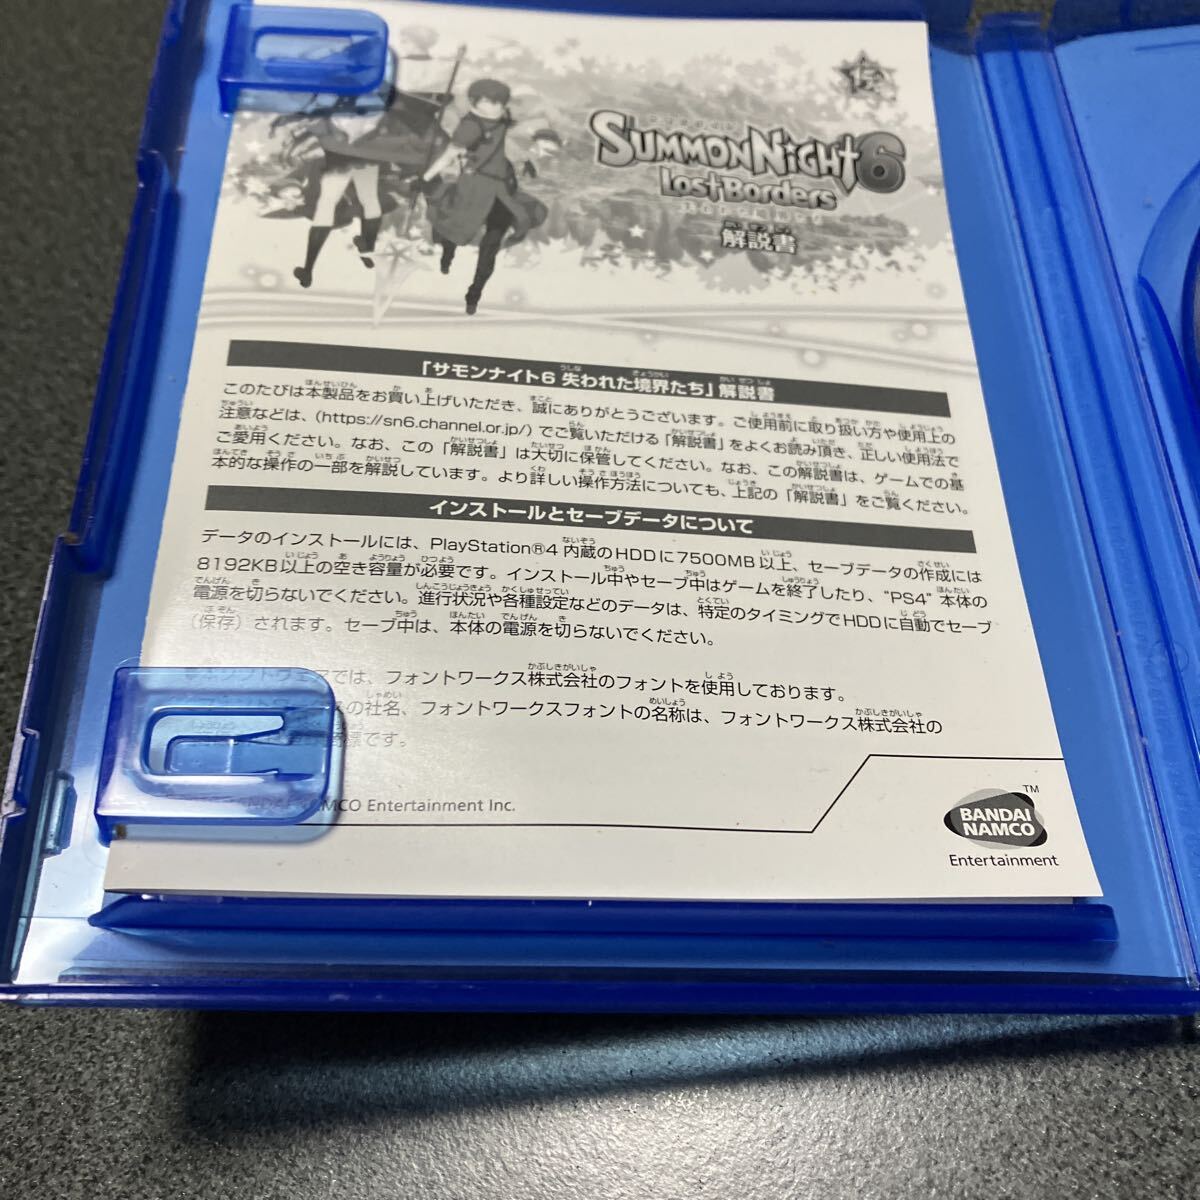 15
SUMMON NIGHT 6
Lost Borders
解説書
「サモンナイト6 失われた境界たち」解説書
このたびは本製品をお買い上げいただき、誠にありがとうございます。ご使用前に取り扱い方や使用上の
注意などは、(https://sn6.channel.or.jp/)でご覧いただける「解説書」をよくお読み頂き、正しい使用法で
ご愛用ください。なお、この「解説書」は大切に保管してください。なお、この解説書は、ゲームでの基
本的な操作の一部を解説しています。より詳しい操作方法についても、上記の「解説書」をご覧ください。
インストールとセーブデータについて
データのインストールには、PlayStation®4 内蔵のHDDに7500MB以上、セーブデータの作成には
8192KB以上の空き容量が必要です。インストール中やセーブ中はゲームを終了したり、"PS4" 本体の
電源を切らないでください。進行状況や各種設定などのデータは、特定のタイミングでHDDに自動でセーブ
(保存)されます。セーブ中は、本体の電源を切らないでください。
●本ソフトウェアでは、フォントワークス株式会社のフォントを使用しております。
の社名、フォントワークスフォントの名称は、フォントワークス株式会社の
商標です。
BANDAI NAMCO Entertainment Inc.
BANDAI
NAMCO
TM
Entertainment